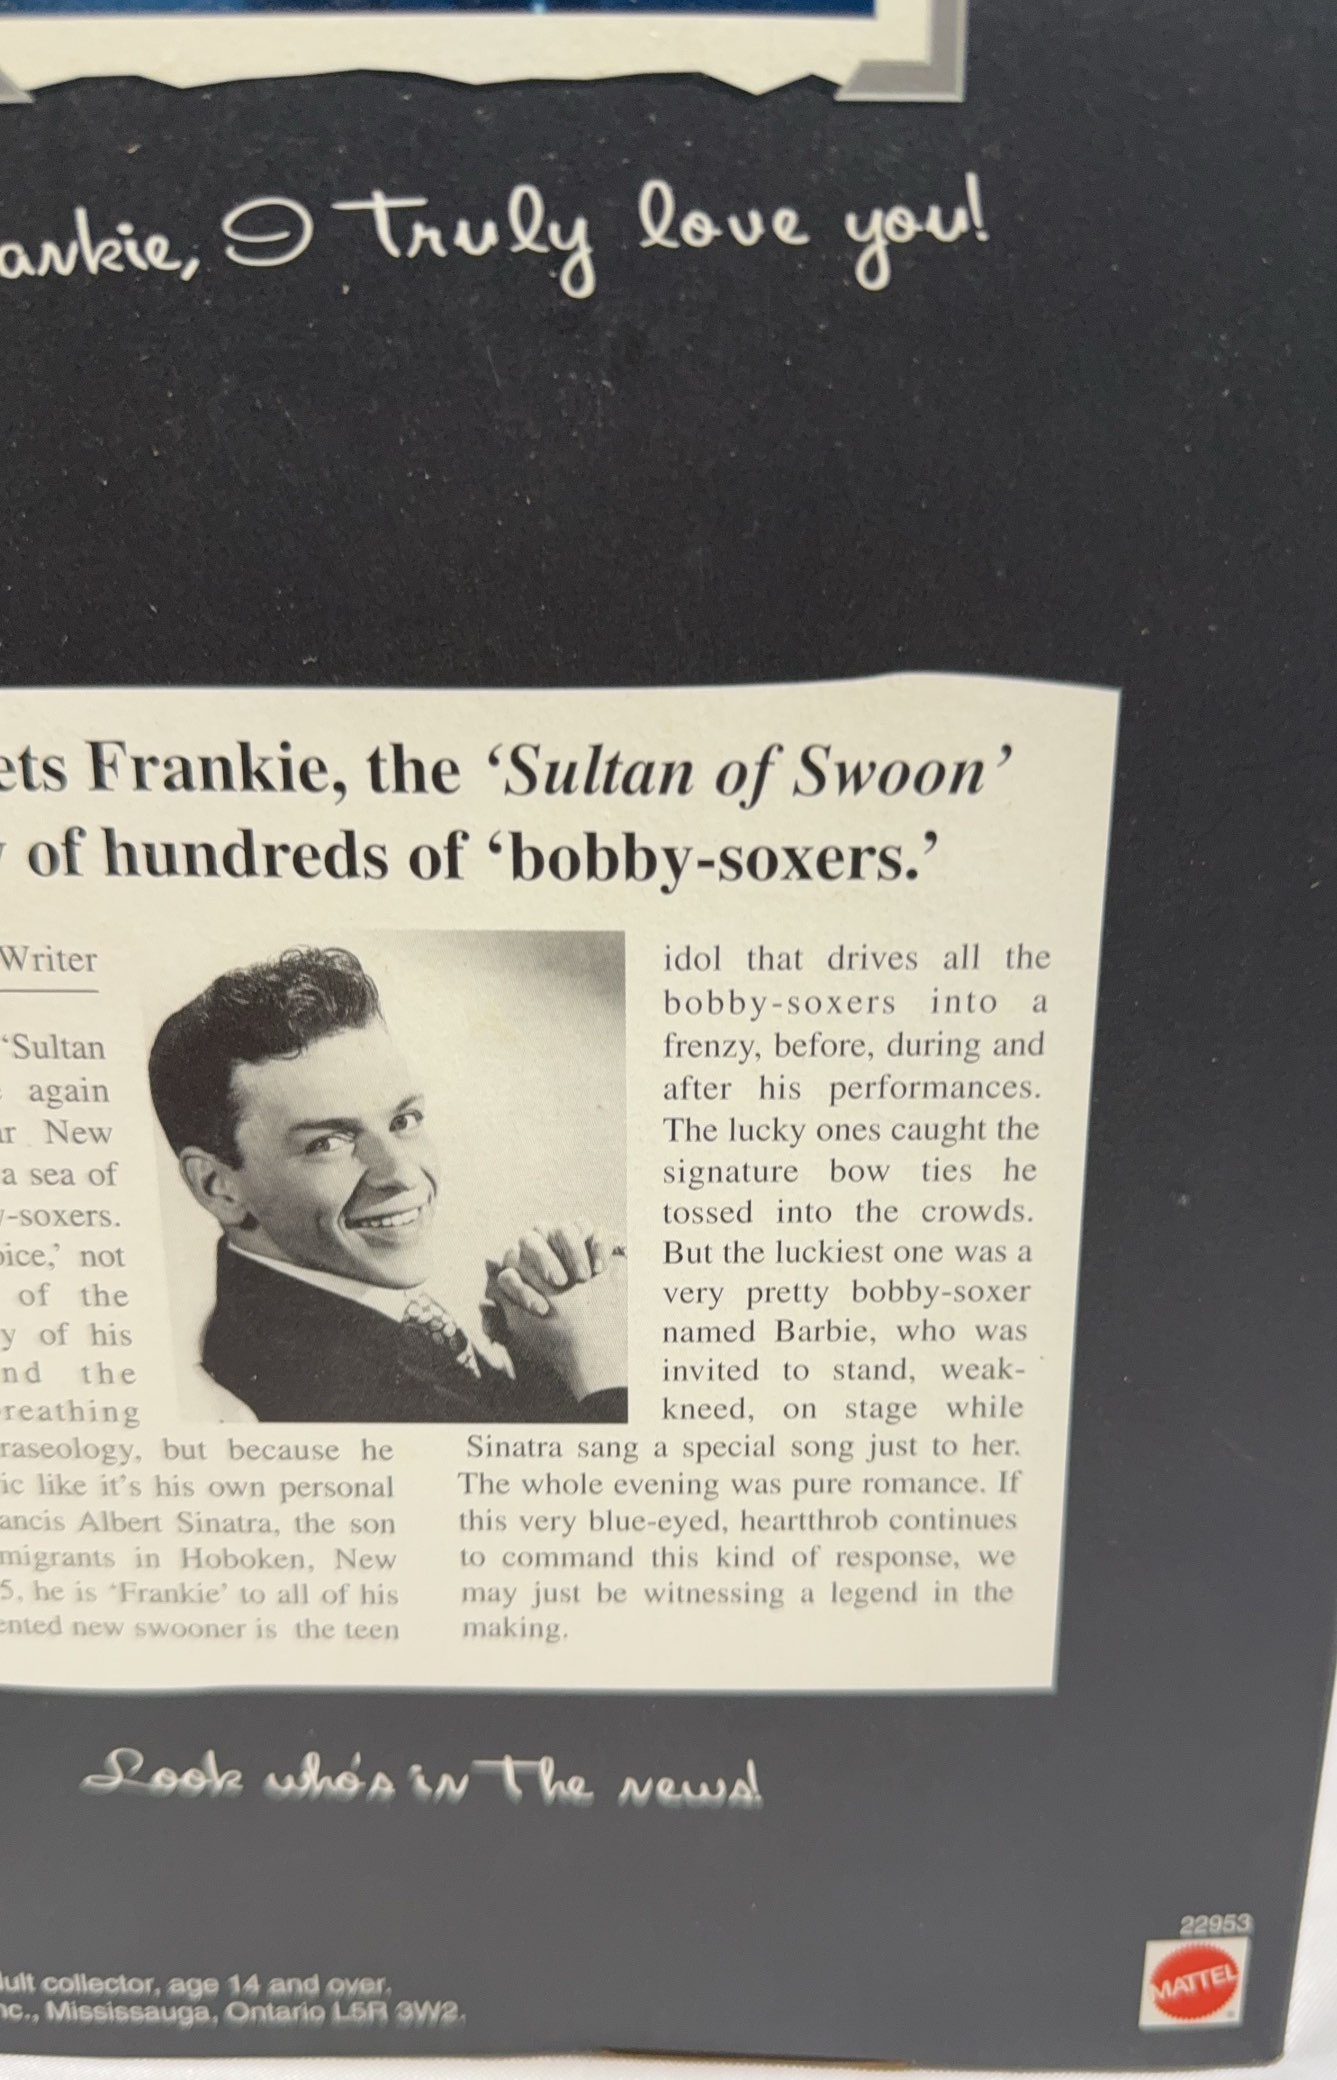 ankie, I truly love you!
ets Frankie, the ‘Sultan of Swoon’
of hundreds of ‘bobby-soxers.’
Writer
‘Sultan
again
New
a sea of
y-soxers.
oice,’ not
of the
y of his
nd the
reathing
raseology, but because he
ic like it’s his own personal
ancis Albert Sinatra, the son
migrants in Hoboken, New
5, he is ‘Frankie’ to all of his
ented new swooner is the teen
idol that drives all the
bobby-soxers into a
frenzy, before, during and
after his performances.
The lucky ones caught the
signature bow ties he
tossed into the crowds.
But the luckiest one was a
very pretty bobby-soxer
named Barbie, who was
invited to stand, weak-
kneed, on stage while
Sinatra sang a special song just to her.
The whole evening was pure romance. If
this very blue-eyed, heartthrob continues
to command this kind of response, we
may just be witnessing a legend in the
making.
Look who's in the news!
22953
MATTEL
dult collector, age 14 and over.
nc., Mississauga, Ontario L5R 3W2.